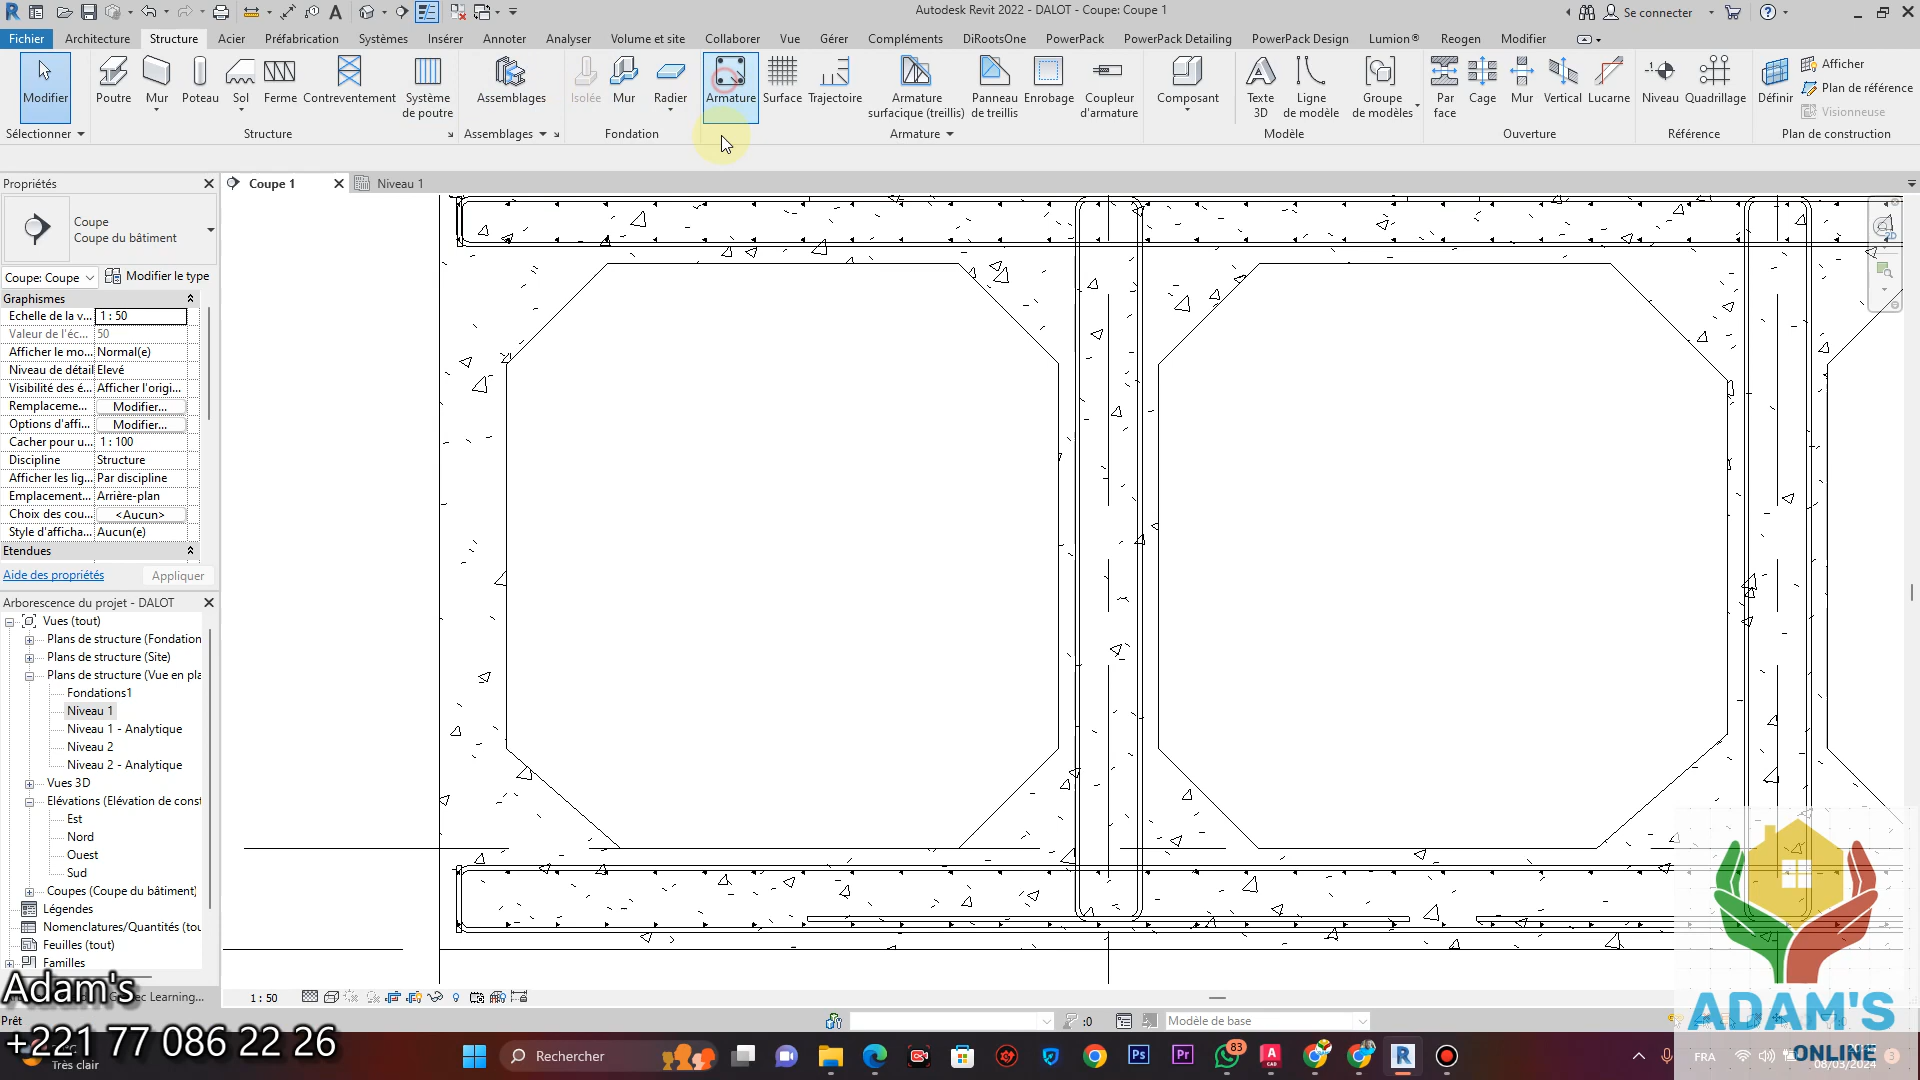 Autodesk Revit 2022 - DALOT - Coupe: Coupe 1
Se connecter
Fichier Architecture Structure Acier Préfabrication Systèmes Insérer Annoter Analyser Volume et site Collaborer Vue Gérer Compléments DiRootsOne PowerPack PowerPack Detailing PowerPack Design Lumion® Reogen Modifier
Modifier
Poutre Mur Poteau Sol Ferme Contreventement Système de poutre
Assemblages
Isolée Mur Radier
Armature Surface Trajectoire Armature surfacique (treillis) Panneau de treillis Enrobage Coupleur d'armature
Composant
Texte 3D Ligne de modèle Groupe de modèles
Par face Cage Mur Vertical Lucarne
Niveau Quadrillage
Définir Afficher
Plan de référence
Visionneuse
Sélectionner Structure Assemblages Fondation Armature Modèle Ouverture Référence Plan de construction
Propriétés
Coupe 1
Niveau 1
Coupe
Coupe du bâtiment
Coupe: Coupe Modifier le type
Graphismes
Echelle de la v... 1 : 50
Valeur de l'éc... 50
Afficher le mo... Normal(e)
Niveau de détail Elevé
Visibilité des é... Afficher l'origi...
Remplaceme... Modifier...
Options d'affi... Modifier...
Cacher pour u... 1 : 100
Discipline Structure
Afficher les lig... Par discipline
Emplacement... Arrière-plan
Choix des cou... <Aucun>
Style d'afficha... Aucun(e)
Etendues
Aide des propriétés Appliquer
Arborescence du projet - DALOT
Vues (tout)
Plans de structure (Fondation
Plans de structure (Site)
Plans de structure (Vue en pla
Fondations1
Niveau 1
Niveau 1 - Analytique
Niveau 2
Niveau 2 - Analytique
Vues 3D
Elévations (Elévation de const
Est
Nord
Ouest
Sud
Coupes (Coupe du bâtiment)
Légendes
Nomenclatures/Quantités (tou
Feuilles (tout)
Familles
Adam's
ec Learning...
1 : 50
Prêt
:0
Modèle de base
+221 77 086 22 26
Très clair
Rechercher
83
FRA
08/03/2024
3
ADAM'S
ONLINE